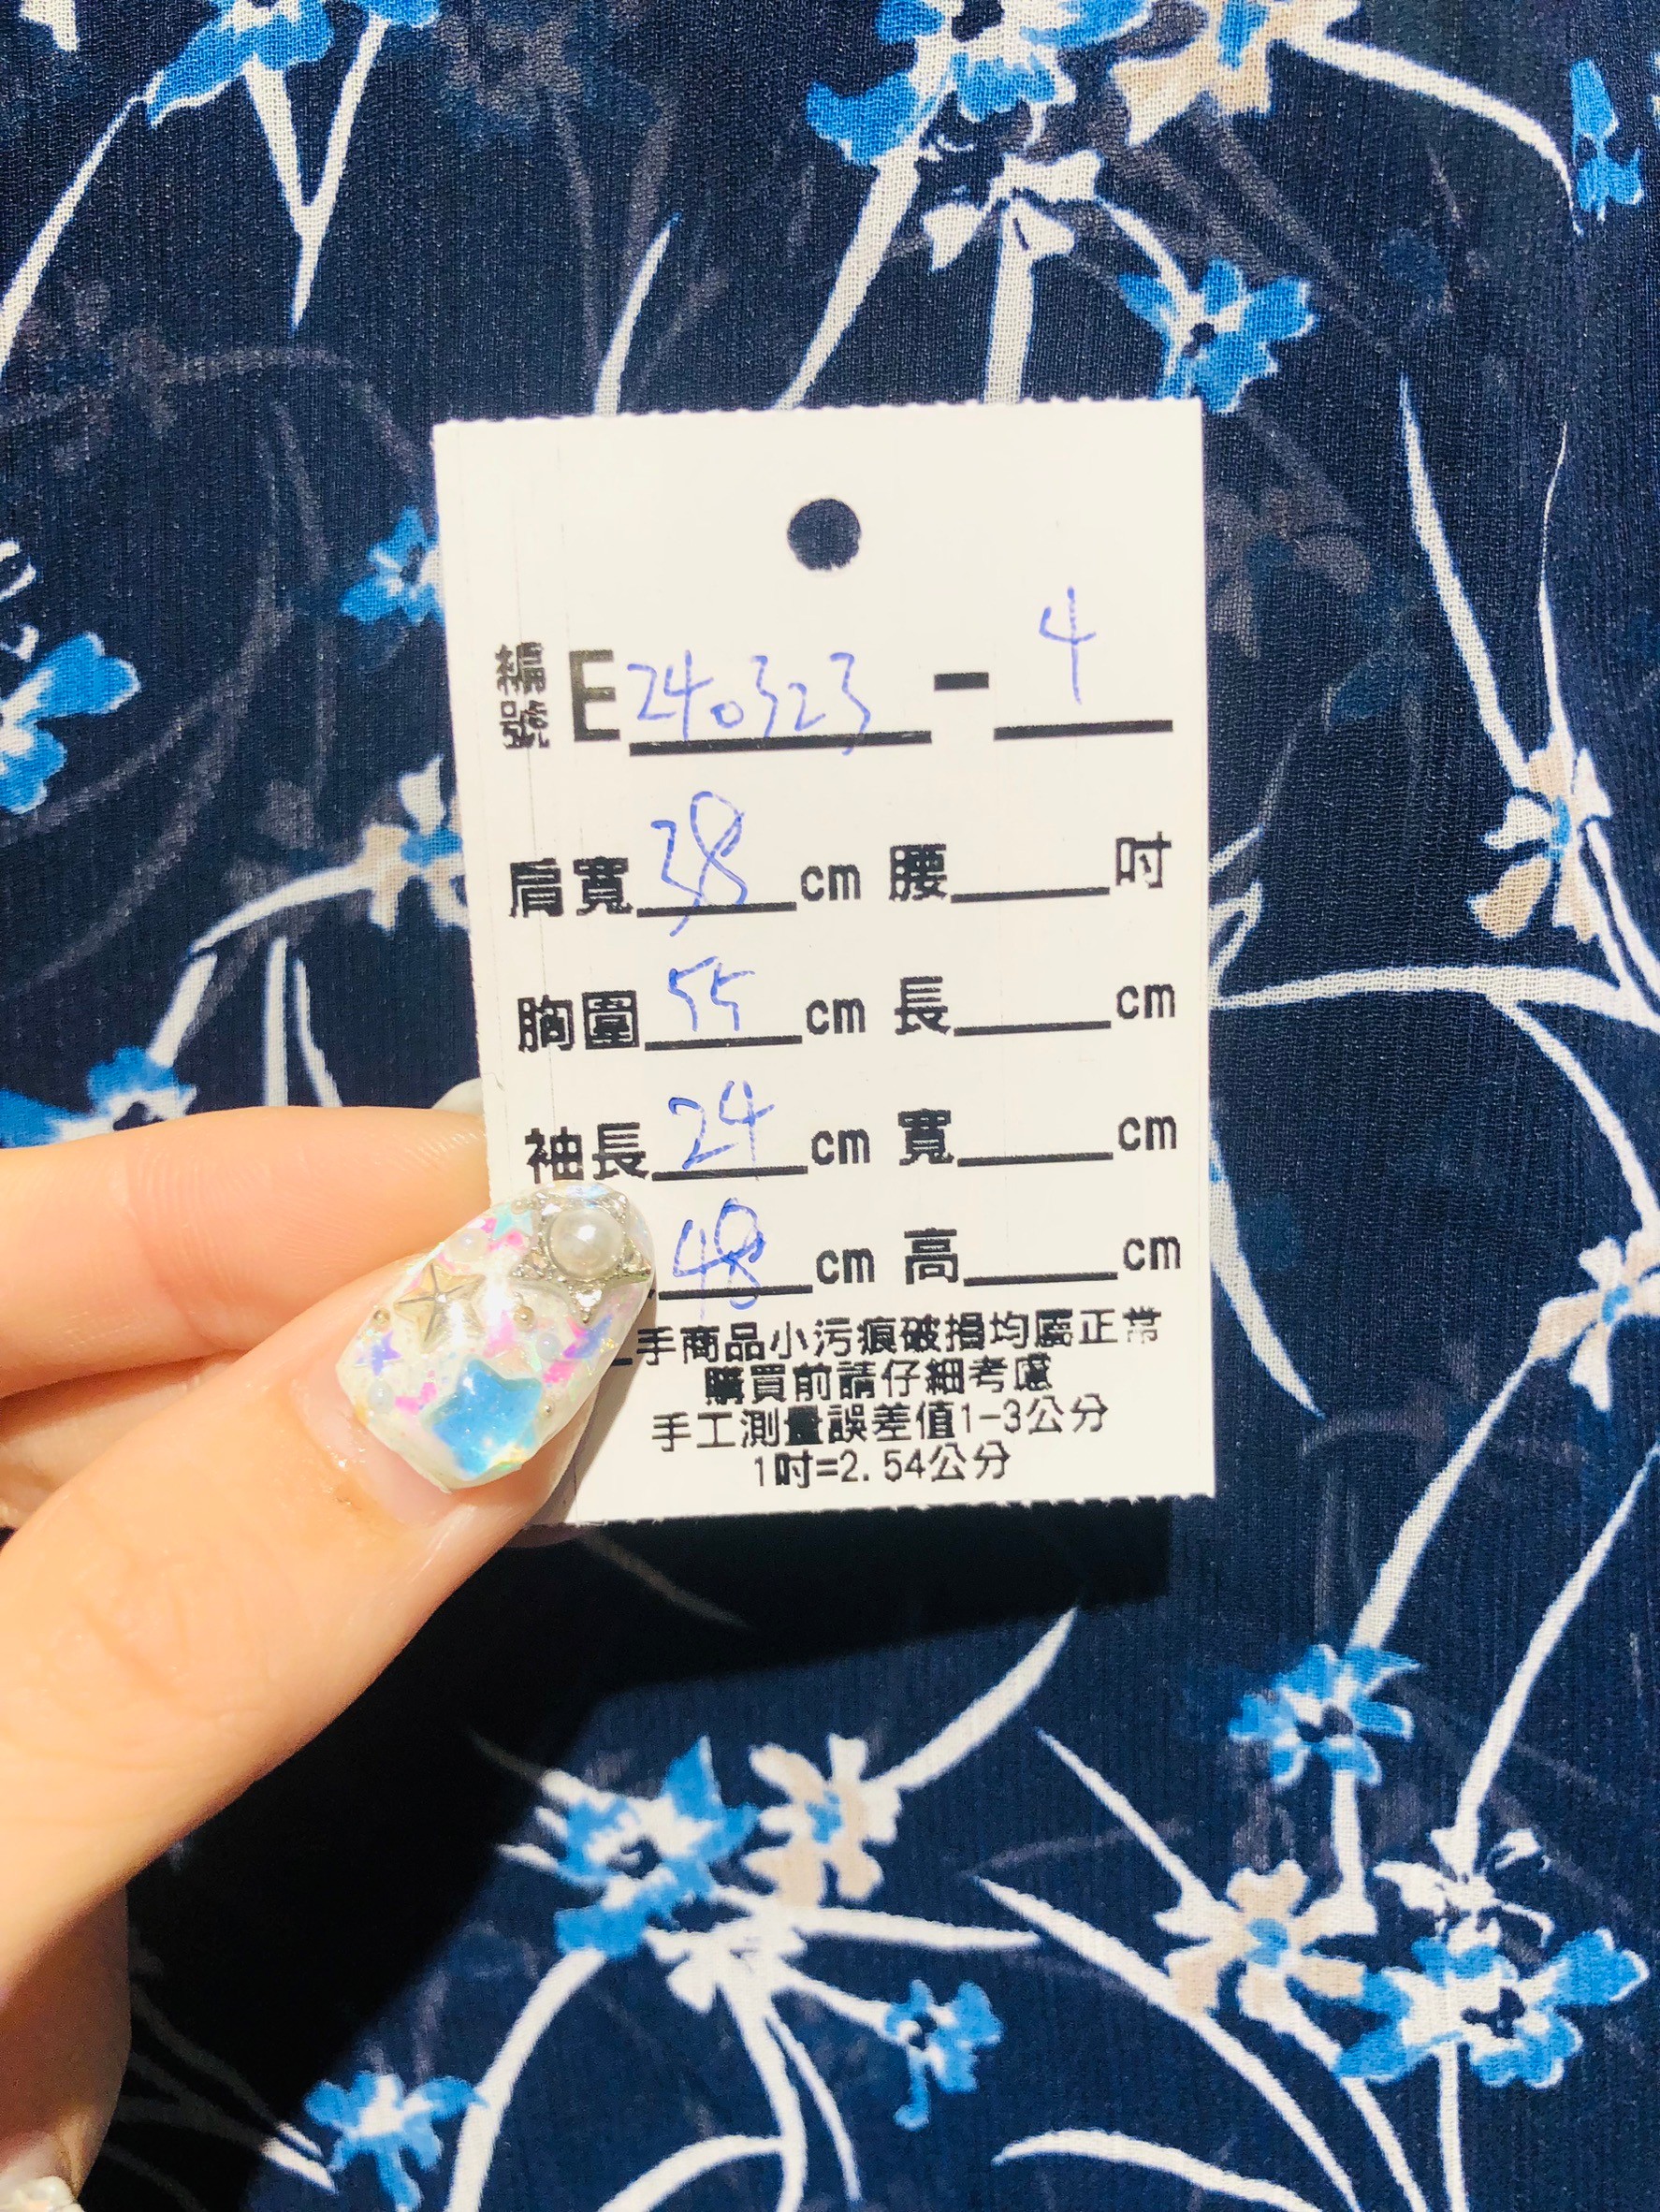 編號 E 240323 - 4
肩寬 38 cm 腰 吋
胸圍 55 cm 長 cm
袖長 24 cm 寬 cm
48 cm 高 cm
手商品小污痕破損均屬正常
購買前請仔細考慮
手工測量誤差值1-3公分
1吋=2.54公分